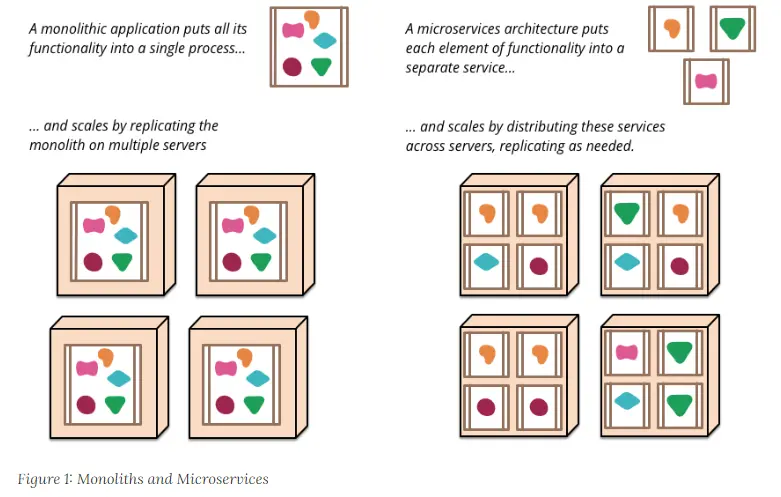 A monolithic application puts all its
functionality into a single process...
A microservices architecture puts
each element of functionality into a
separate service...
... and scales by replicating the
monolith on multiple servers
... and scales by distributing these services
across servers, replicating as needed.
Figure 1: Monoliths and Microservices